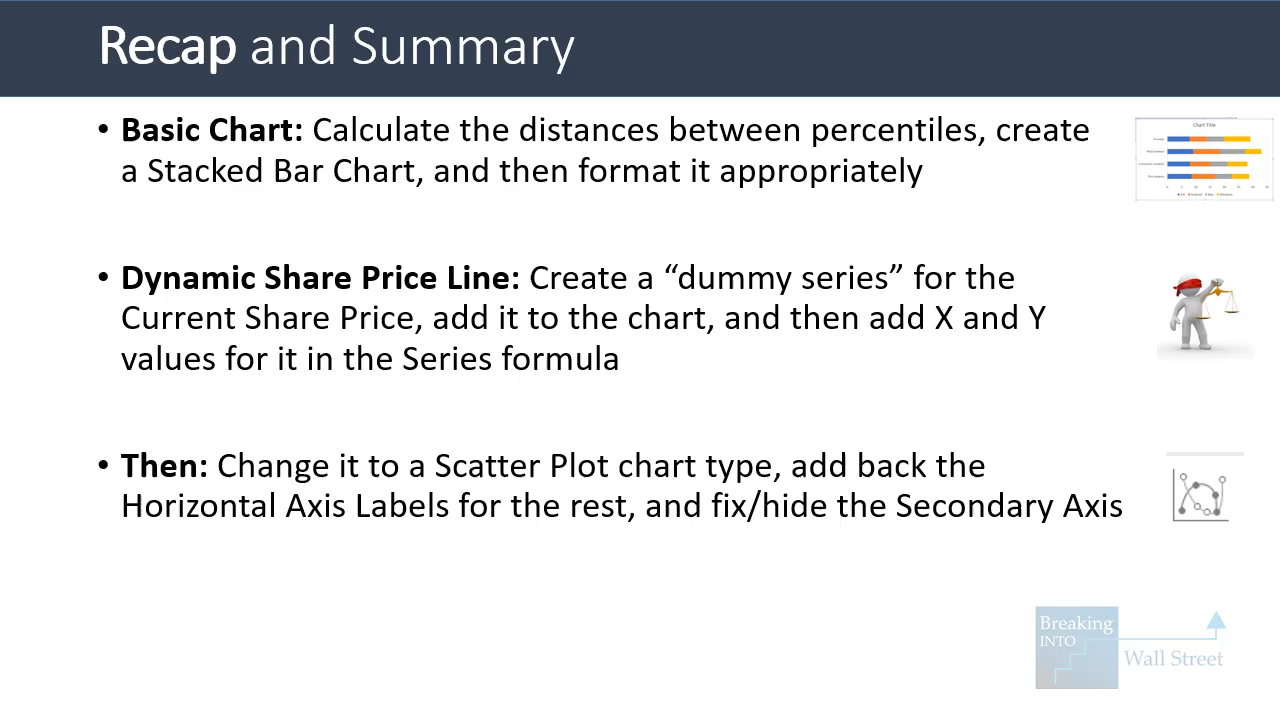 Recap and Summary
• Basic Chart: Calculate the distances between percentiles, create
a Stacked Bar Chart, and then format it appropriately
Chart Title
• Dynamic Share Price Line: Create a “dummy series” for the
Current Share Price, add it to the chart, and then add X and Y
values for it in the Series formula
• Then: Change it to a Scatter Plot chart type, add back the
Horizontal Axis Labels for the rest, and fix/hide the Secondary Axis
Breaking
INTO
Wall Street